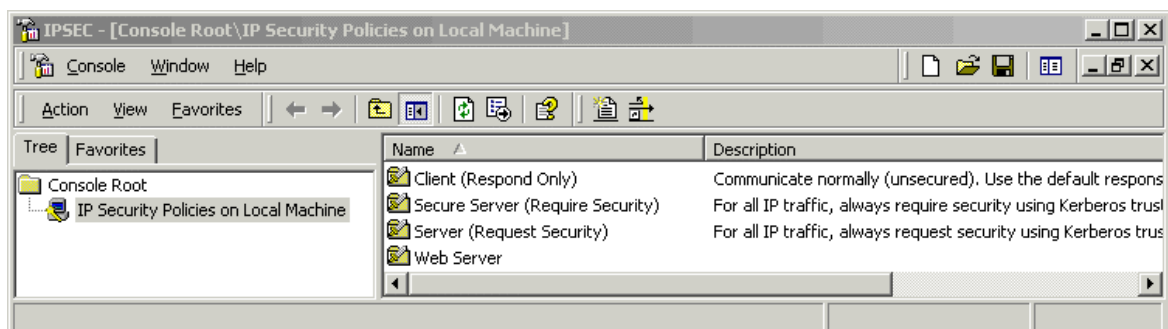 IPSEC - [Console Root\IP Security Policies on Local Machine]
Console Window Help
Action View Favorites
Tree Favorites
Name Description
Console Root
IP Security Policies on Local Machine
Client (Respond Only) Communicate normally (unsecured). Use the default respons
Secure Server (Require Security) For all IP traffic, always require security using Kerberos trust
Server (Request Security) For all IP traffic, always request security using Kerberos trus
Web Server